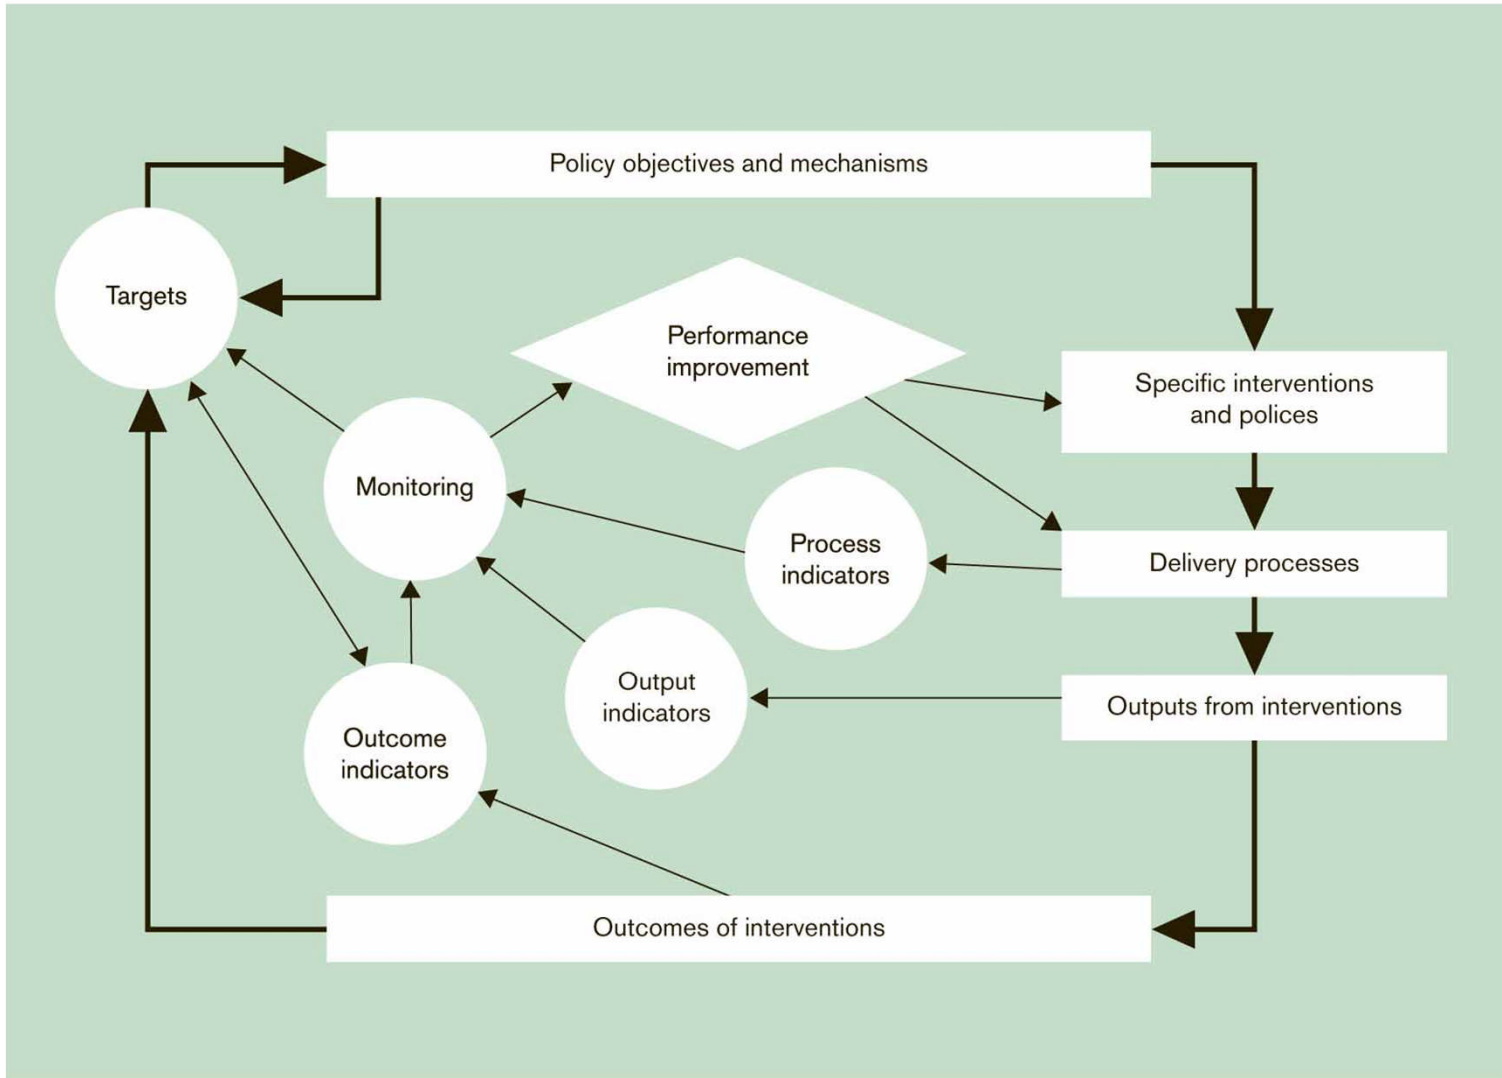 Policy objectives and mechanisms
Targets
Performance
improvement
Specific interventions
and polices
Monitoring
Process
indicators
Delivery processes
Output
indicators
Outputs from interventions
Outcome
indicators
Outcomes of interventions